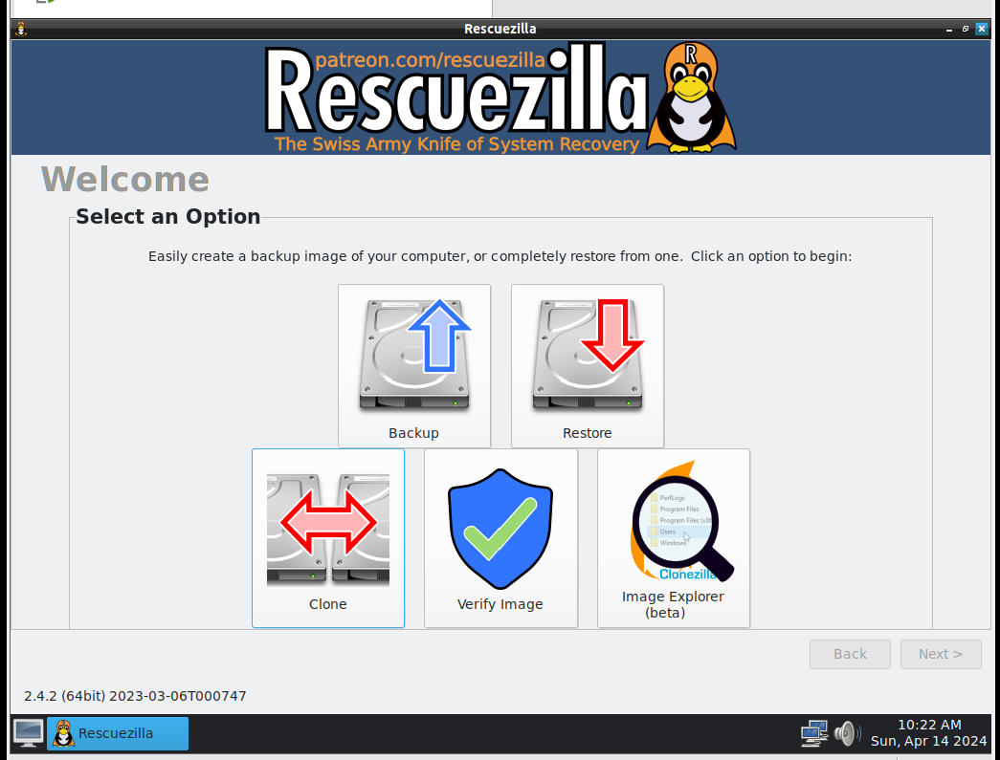 Rescuezilla
patreon.com/rescuezilla
Rescuezilla
R
The Swiss Army Knife of System Recovery
Welcome
Select an Option
Easily create a backup image of your computer, or completely restore from one.  Click an option to begin:
Backup
Restore
PerfLogs
Program Files
Program Files (x86
Users
Windows
Clonezilla
Clone
Verify Image
Image Explorer
(beta)
Back
Next >
2.4.2 (64bit) 2023-03-06T000747
Rescuezilla
10:22 AM
Sun, Apr 14 2024